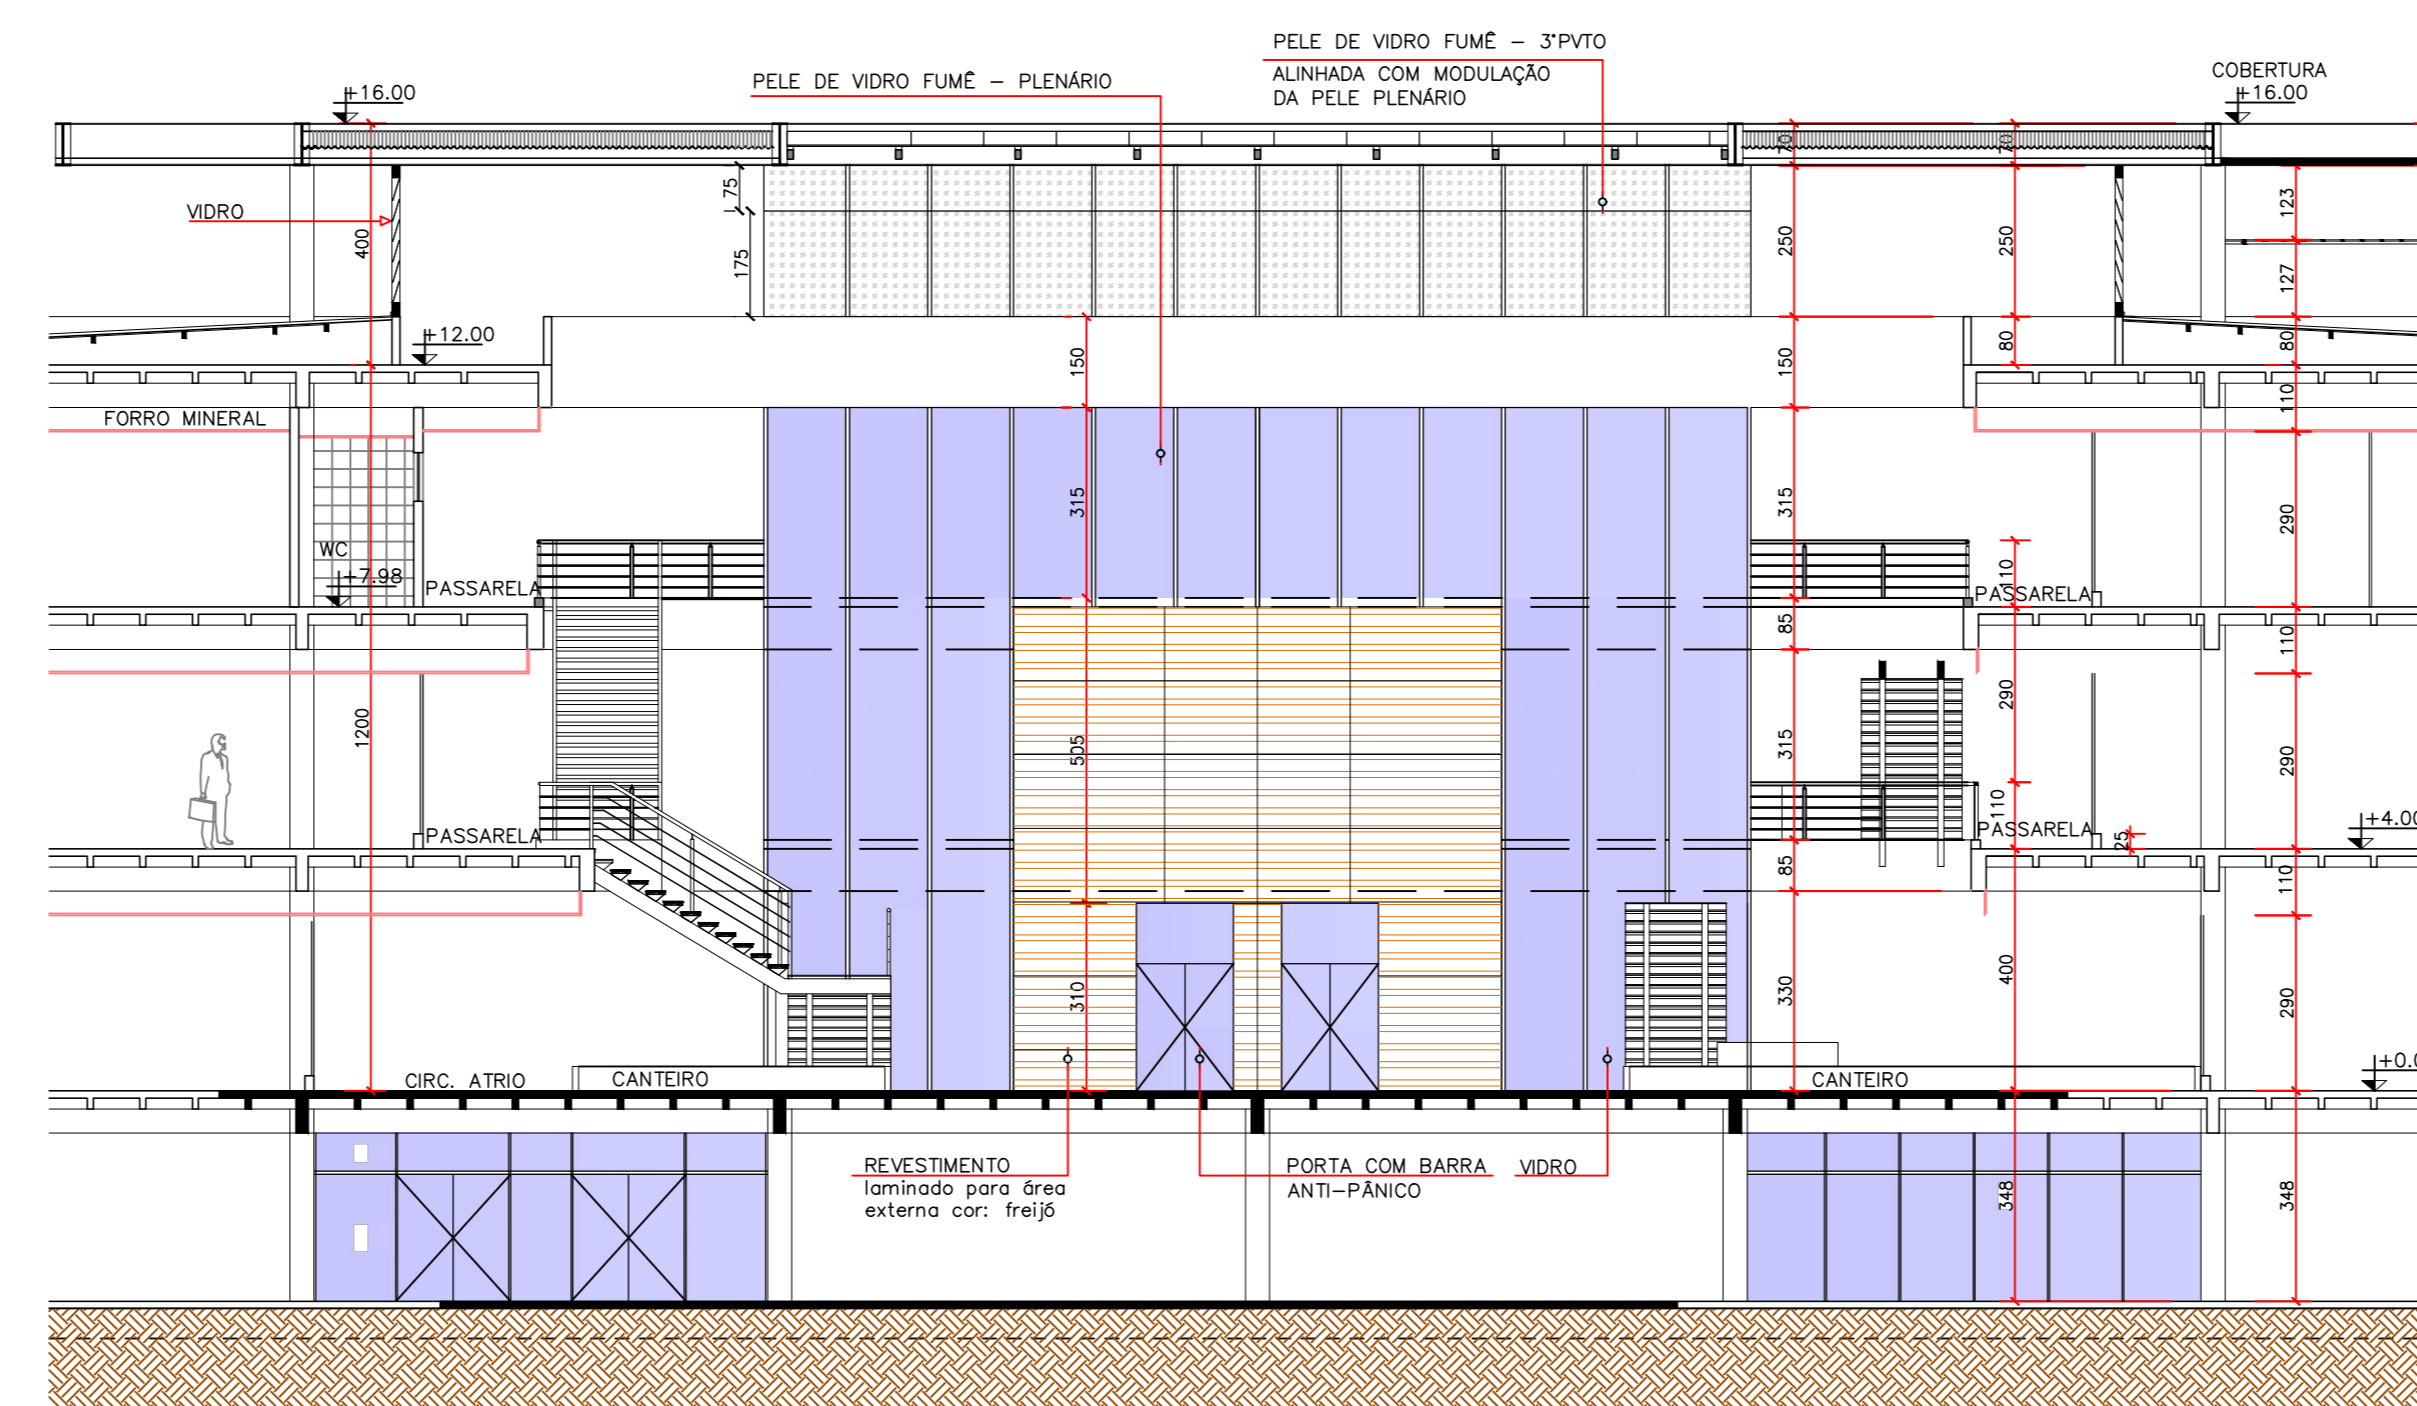 PELE DE VIDRO FUMÊ – 3°PVTO
ALINHADA COM MODULAÇÃO
DA PELE PLENÁRIO
PELE DE VIDRO FUMÊ – PLENÁRIO
COBERTURA
+16.00
+16.00
70
70
75
175
VIDRO
400
250
250
123
127
+12.00
150
150
80
80
110
FORRO MINERAL
315
315
290
WC
+7.98
PASSARELA
110
PASSARELA
85
110
290
1200
505
315
290
110
PASSARELA
PASSARELA
25
+4.00
85
110
310
330
400
290
CIRC. ATRIO
CANTEIRO
CANTEIRO
REVESTIMENTO
laminado para área
externa cor: freijó
PORTA COM BARRA
ANTI–PÂNICO
VIDRO
348
348